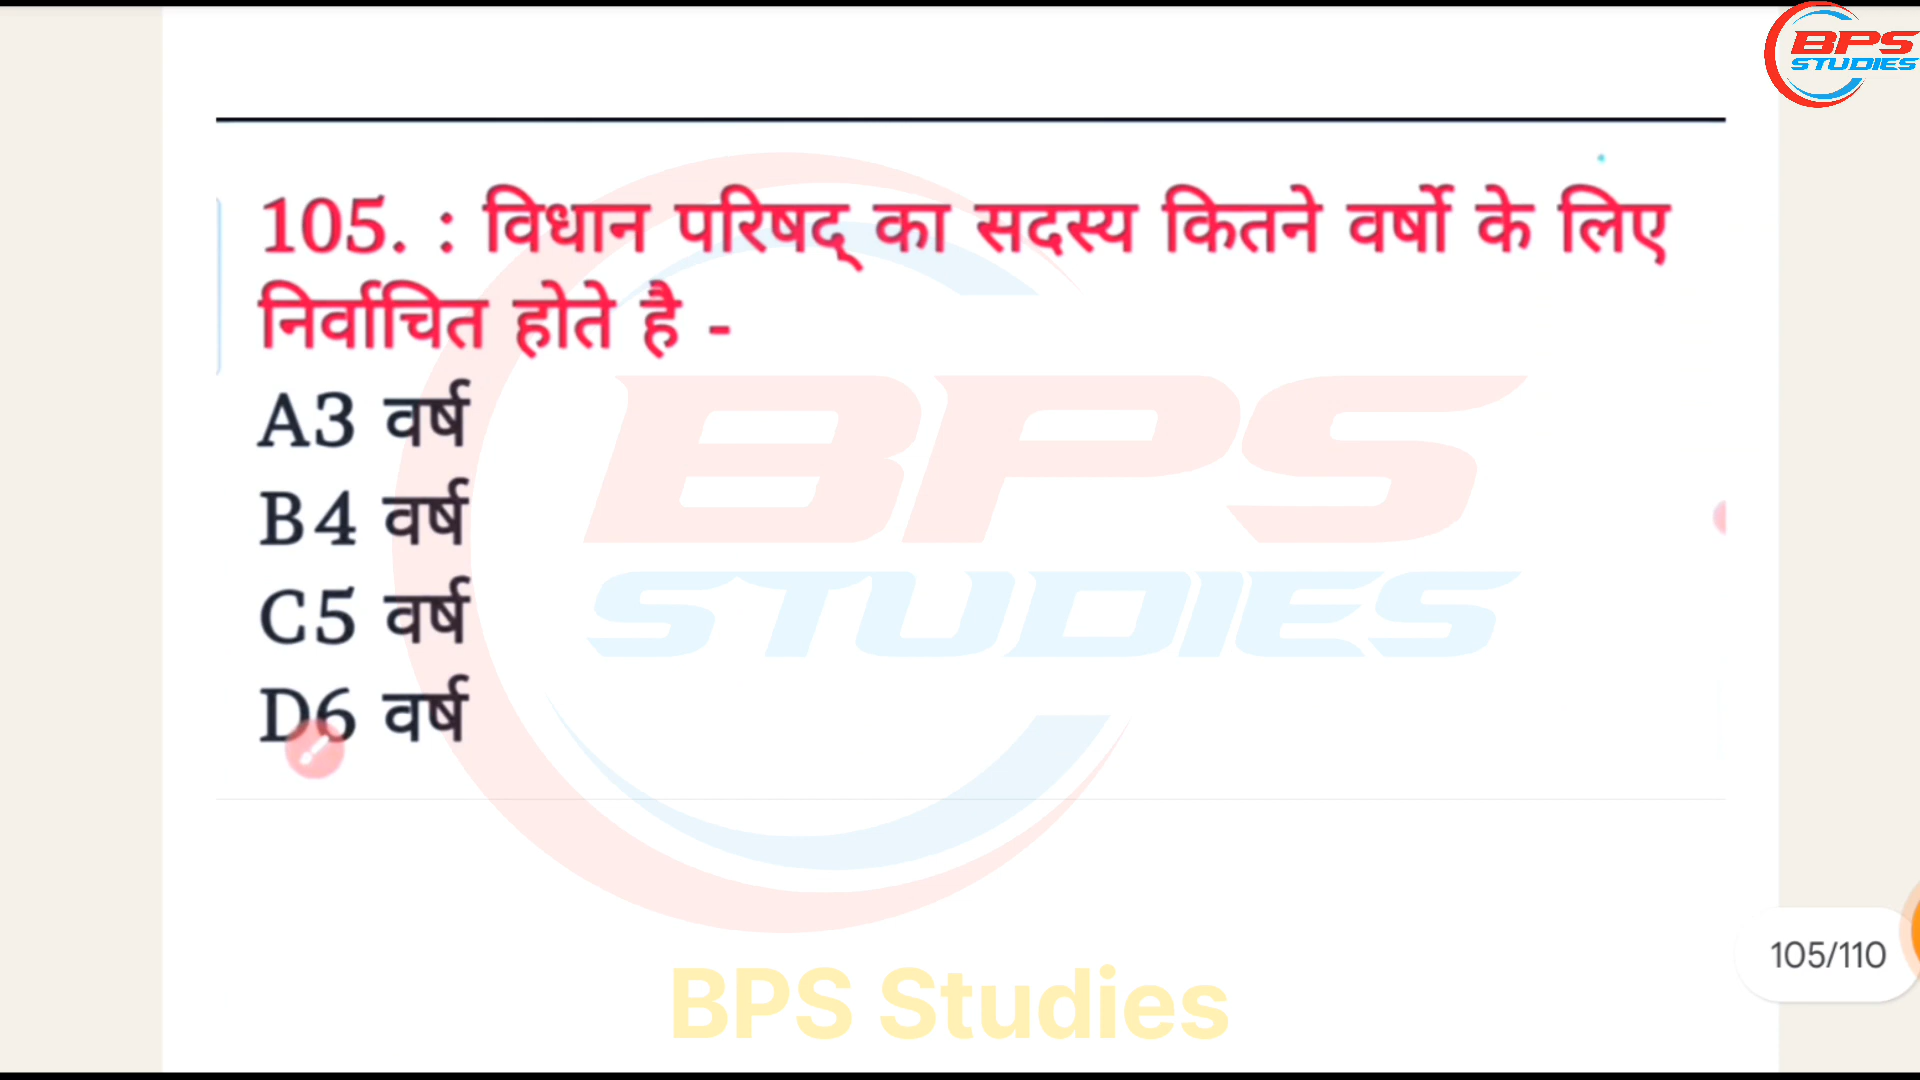 BPS
STUDIES
105. : विधान परिषद् का सदस्य कितने वर्षो के लिए
निर्वाचित होते है -
A3 वर्ष
B4 वर्ष
C5 वर्ष
D6 वर्ष
BPS
STUDIES
105/110
BPS Studies